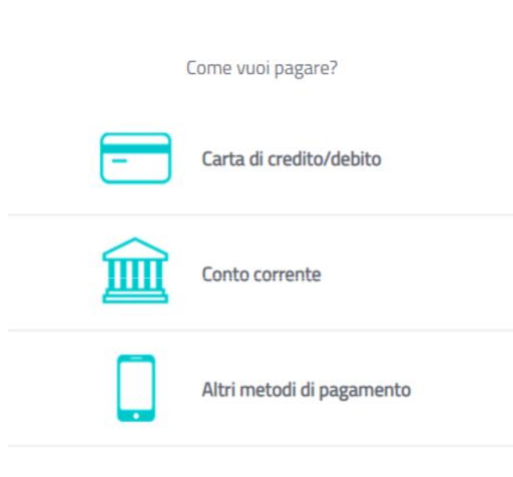 Come vuoi pagare?
Carta di credito/debito
Conto corrente
Altri metodi di pagamento